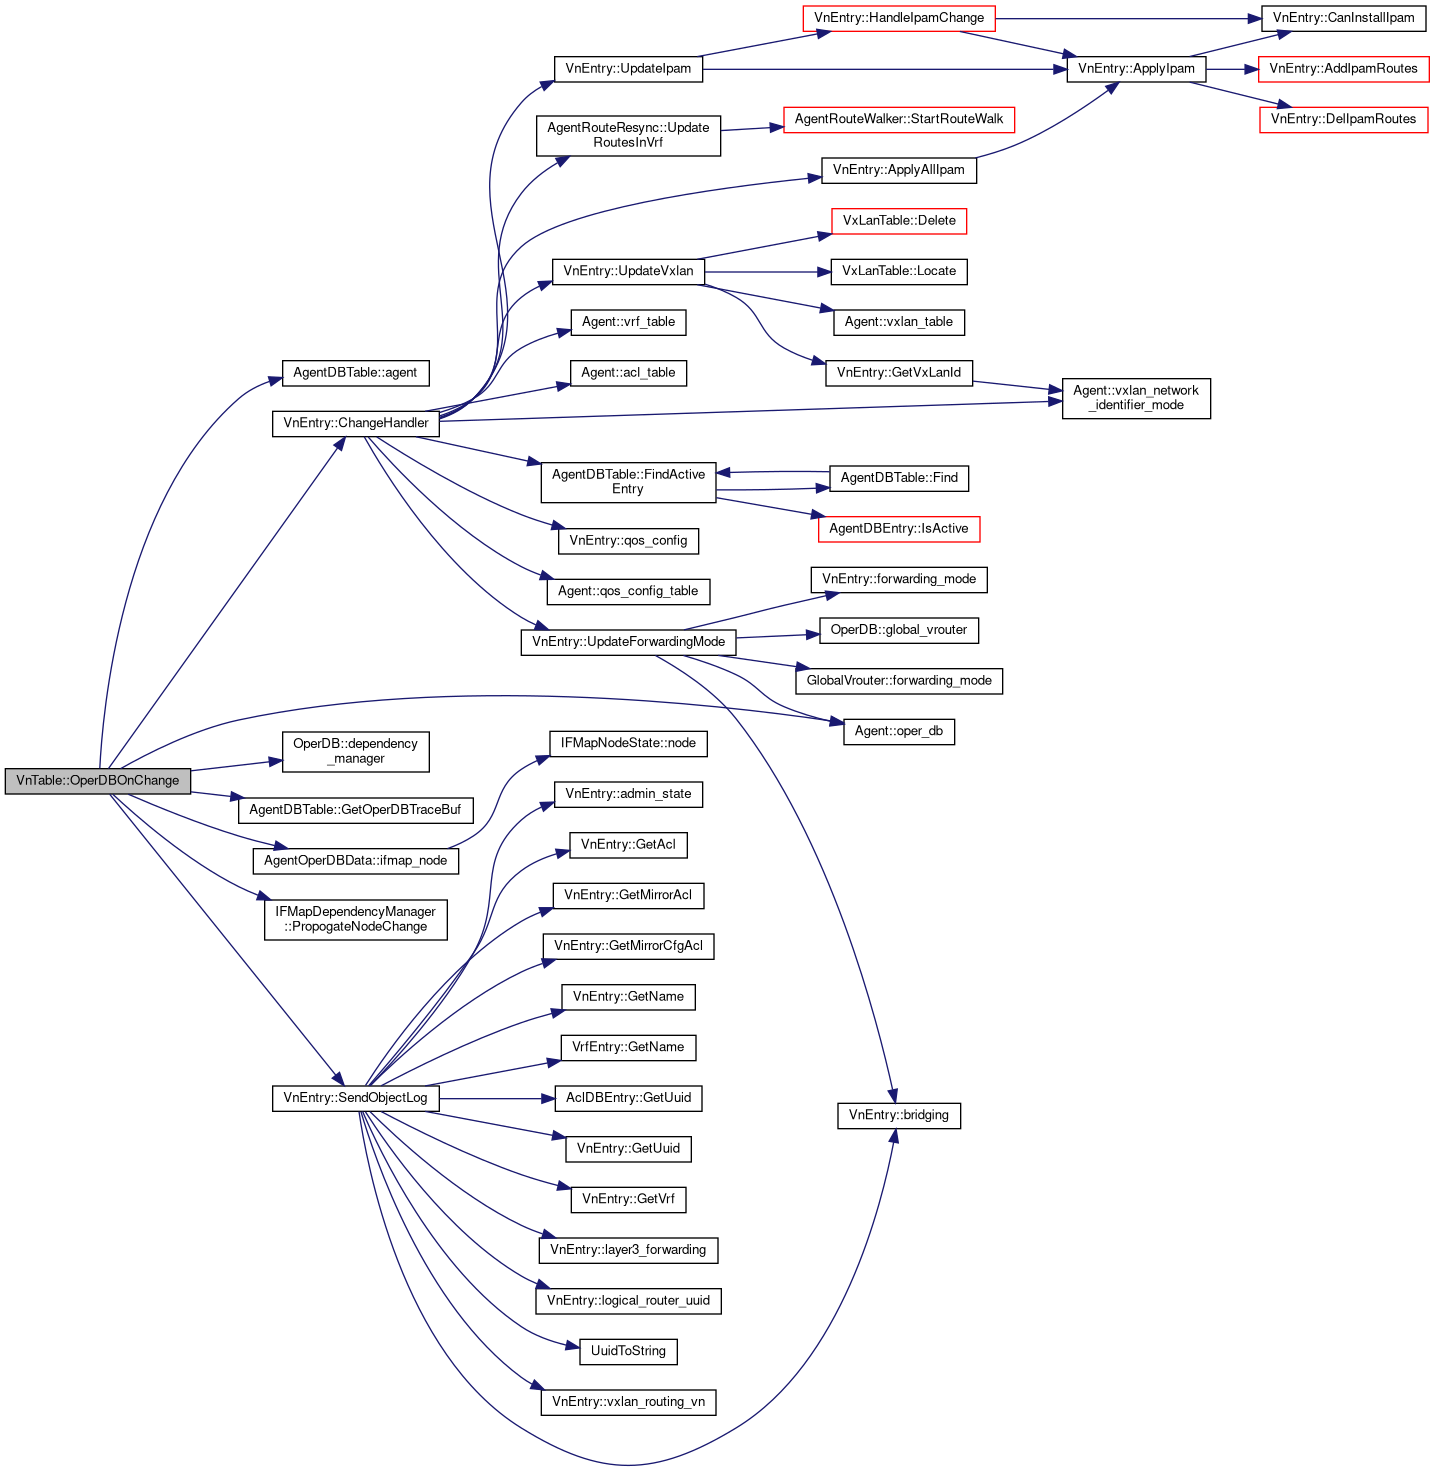 VnEntry::HandleIpamChange
VnEntry::CanInstallIpam
VnEntry::UpdateIpam
VnEntry::ApplyIpam
VnEntry::AddIpamRoutes
VnEntry::DelIpamRoutes
AgentRouteResync::Update
RoutesInVrf
AgentRouteWalker::StartRouteWalk
VnEntry::ApplyAllIpam
VxLanTable::Delete
VnEntry::UpdateVxlan
VxLanTable::Locate
Agent::vrf_table
Agent::vxlan_table
AgentDBTable::agent
Agent::acl_table
VnEntry::GetVxLanId
Agent::vxlan_network
_identifier_mode
VnEntry::ChangeHandler
AgentDBTable::FindActive
Entry
AgentDBTable::Find
AgentDBEntry::IsActive
VnEntry::qos_config
Agent::qos_config_table
VnEntry::forwarding_mode
VnEntry::UpdateForwardingMode
OperDB::global_vrouter
GlobalVrouter::forwarding_mode
Agent::oper_db
OperDB::dependency
_manager
IFMapNodeState::node
VnTable::OperDBOnChange
AgentDBTable::GetOperDBTraceBuf
VnEntry::admin_state
AgentOperDBData::ifmap_node
VnEntry::GetAcl
IFMapDependencyManager
::PropogateNodeChange
VnEntry::GetMirrorAcl
VnEntry::GetMirrorCfgAcl
VnEntry::GetName
VrfEntry::GetName
VnEntry::SendObjectLog
AclDBEntry::GetUuid
VnEntry::bridging
VnEntry::GetUuid
VnEntry::GetVrf
VnEntry::layer3_forwarding
VnEntry::logical_router_uuid
UuidToString
VnEntry::vxlan_routing_vn